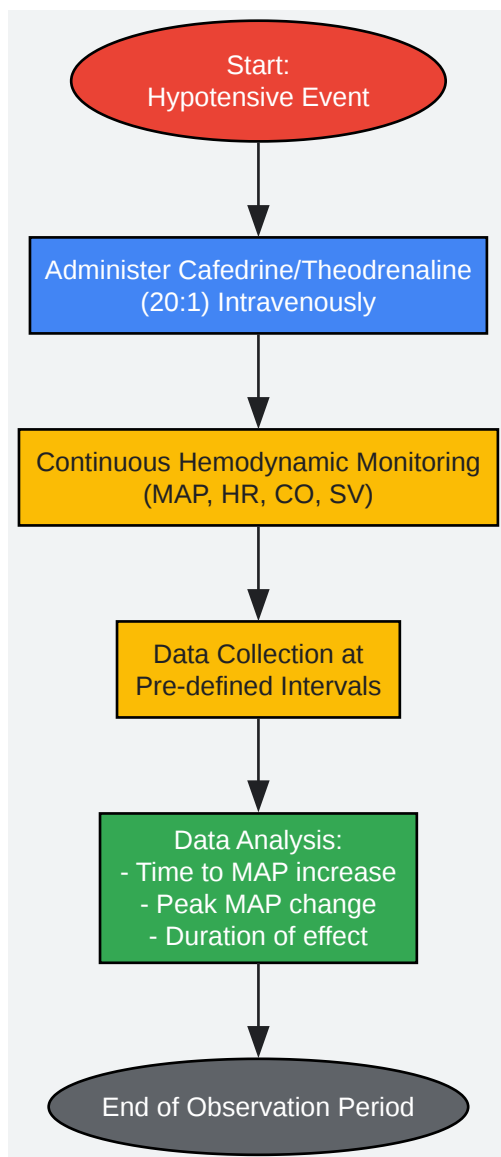 Start:
Hypotensive Event
Administer Cafedrine/Theodrenaline
(20:1) Intravenously
Continuous Hemodynamic Monitoring
(MAP, HR, CO, SV)
Data Collection at
Pre-defined Intervals
Data Analysis:
- Time to MAP increase
- Peak MAP change
- Duration of effect
End of Observation Period